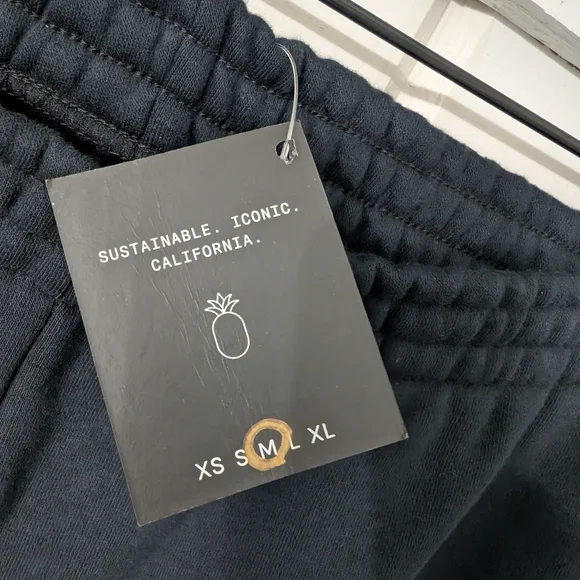 SUSTAINABLE. ICONIC.
CALIFORNIA.
XS S M L XL